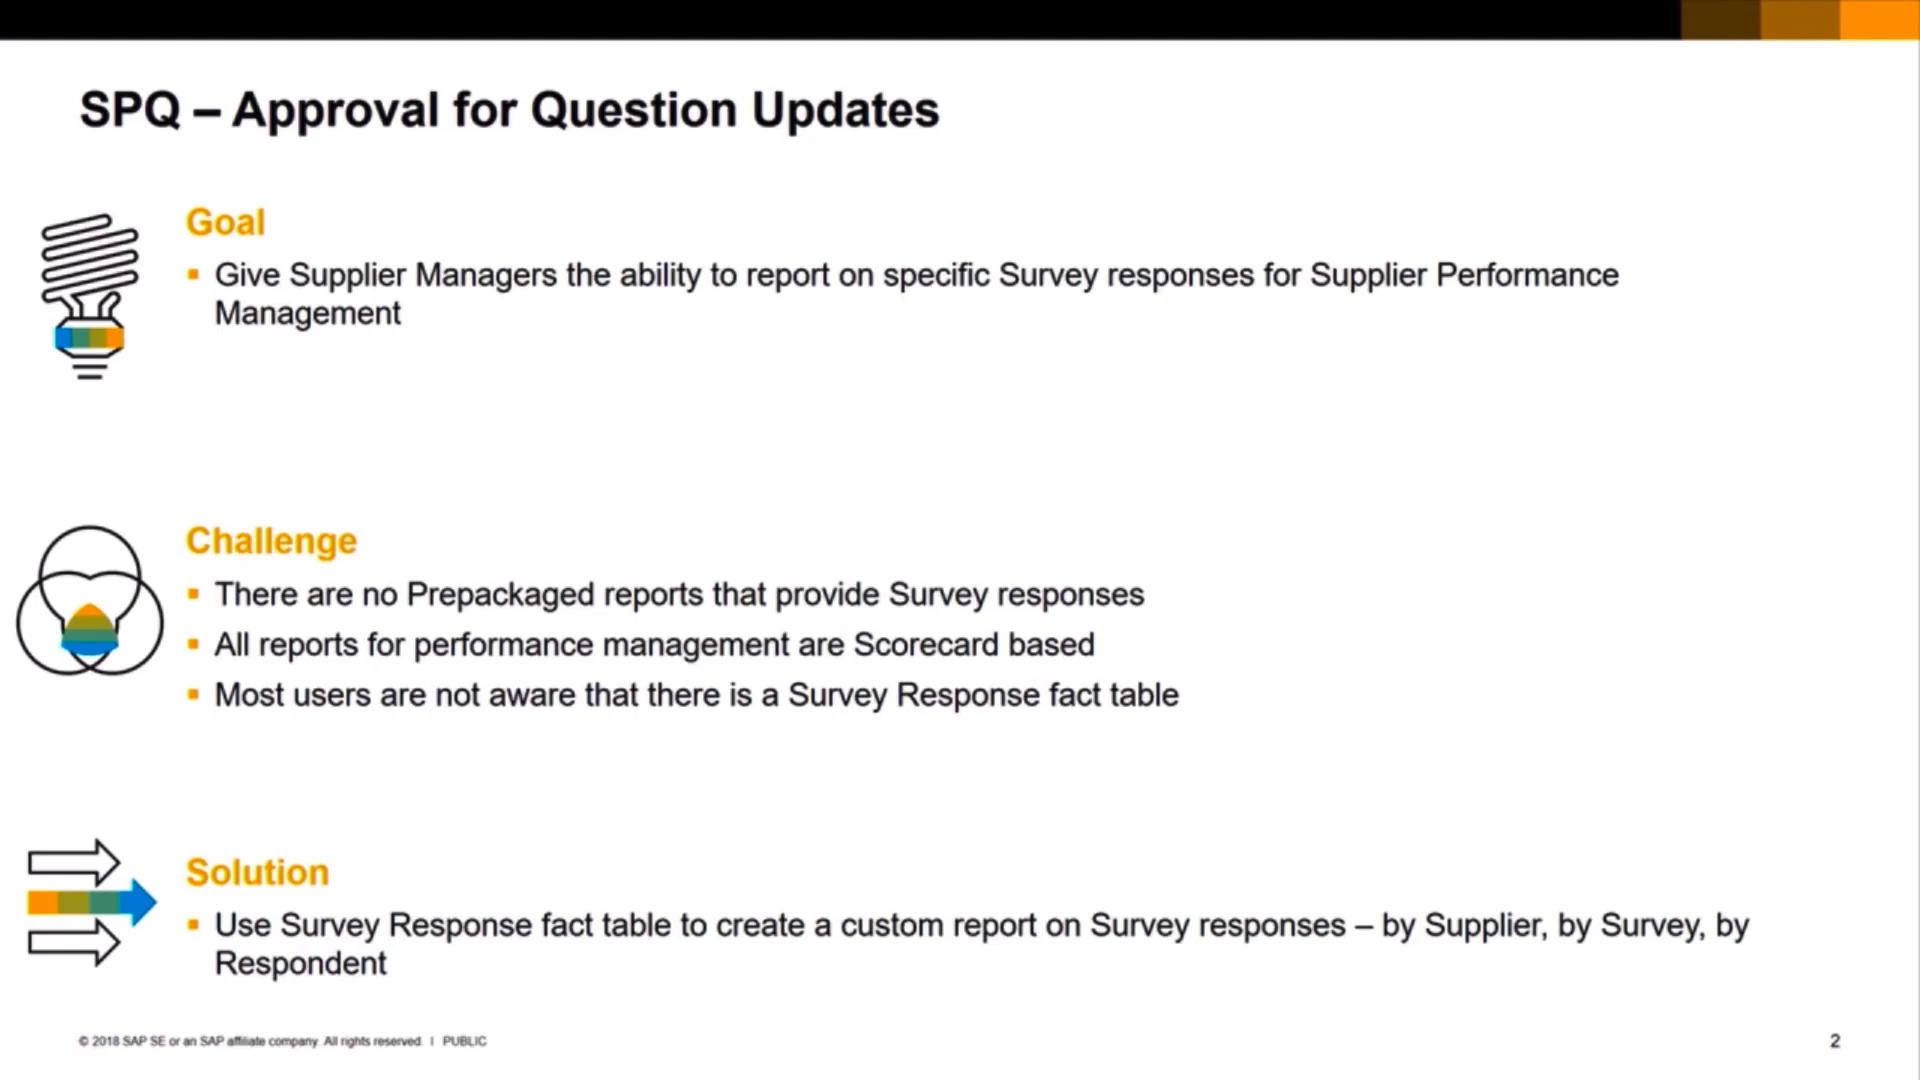 SPQ – Approval for Question Updates
Goal
▪ Give Supplier Managers the ability to report on specific Survey responses for Supplier Performance
Management
Challenge
▪ There are no Prepackaged reports that provide Survey responses
▪ All reports for performance management are Scorecard based
▪ Most users are not aware that there is a Survey Response fact table
Solution
▪ Use Survey Response fact table to create a custom report on Survey responses – by Supplier, by Survey, by
Respondent
© 2018 SAP SE or an SAP affiliate company. All rights reserved. | PUBLIC
2